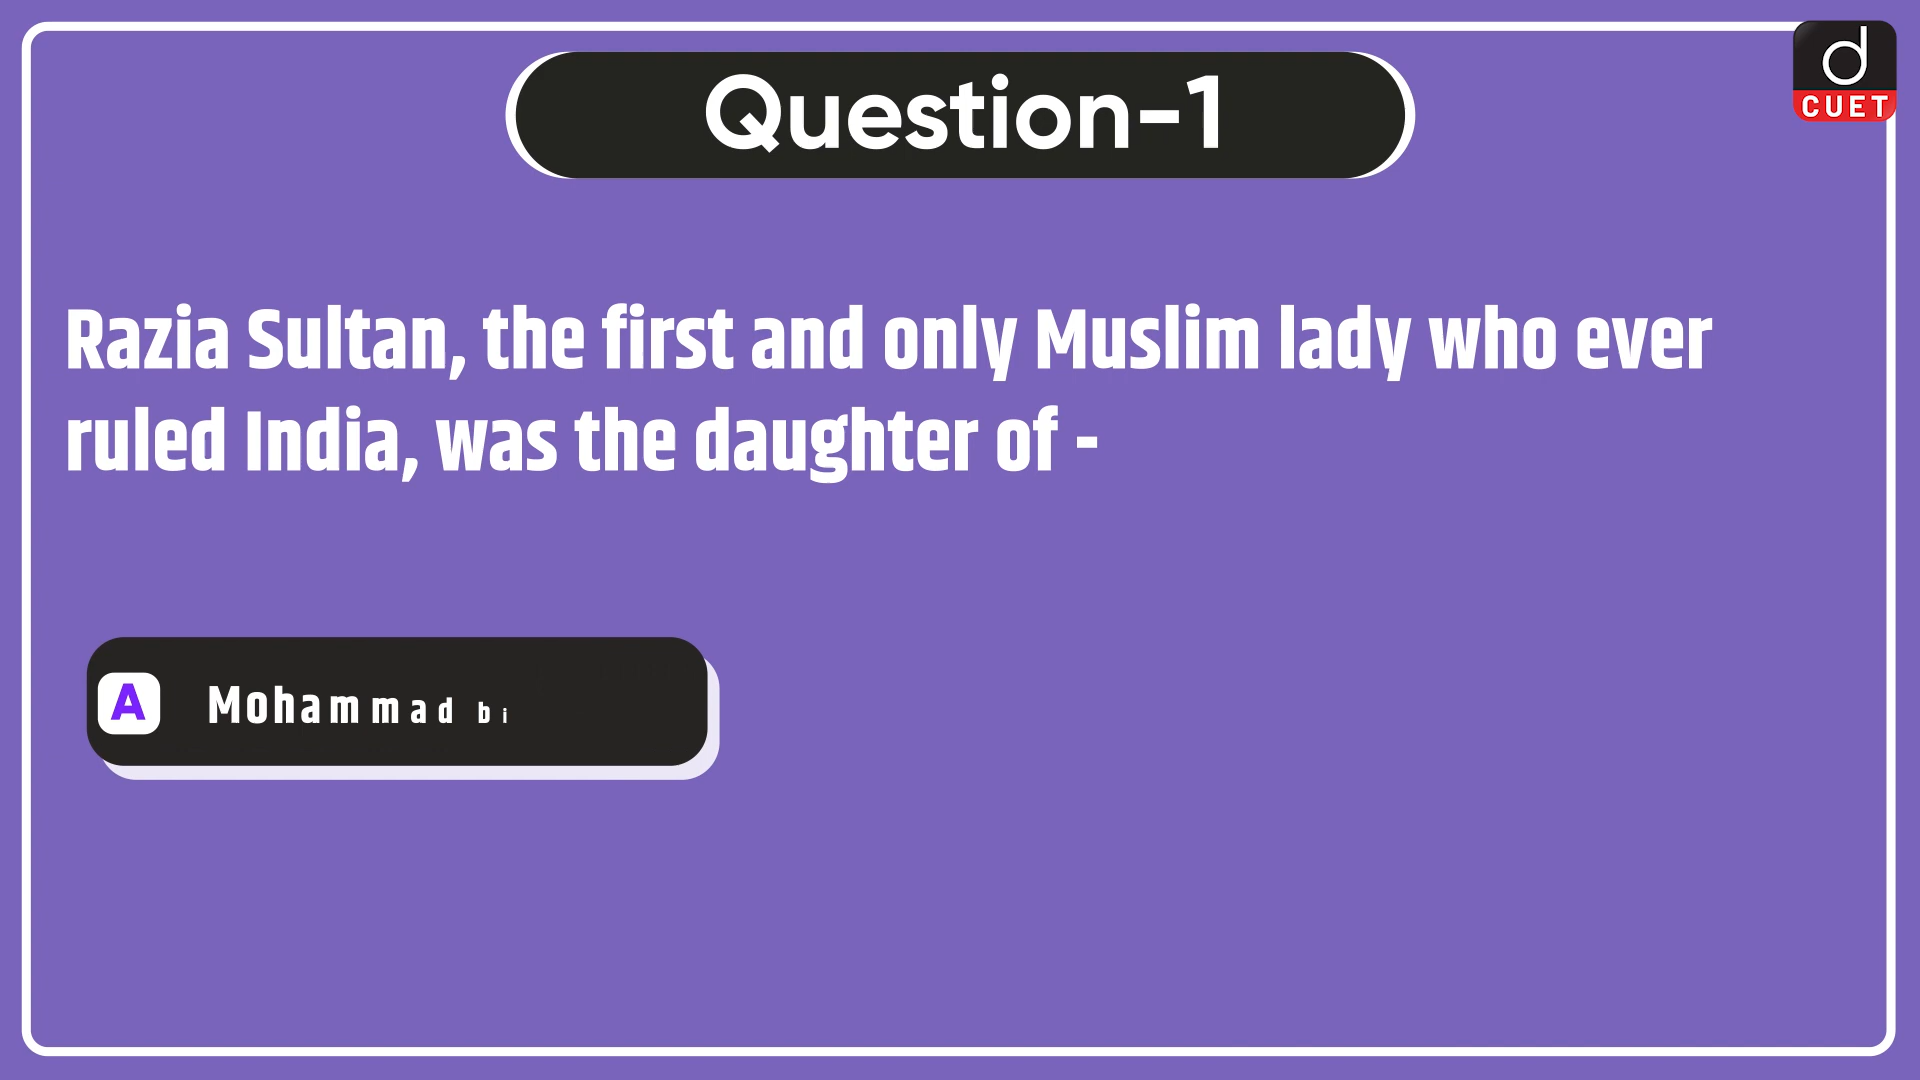 d
CUET
Question-1
Razia Sultan, the first and only Muslim lady who ever
ruled India, was the daughter of -
A Mohammad bi